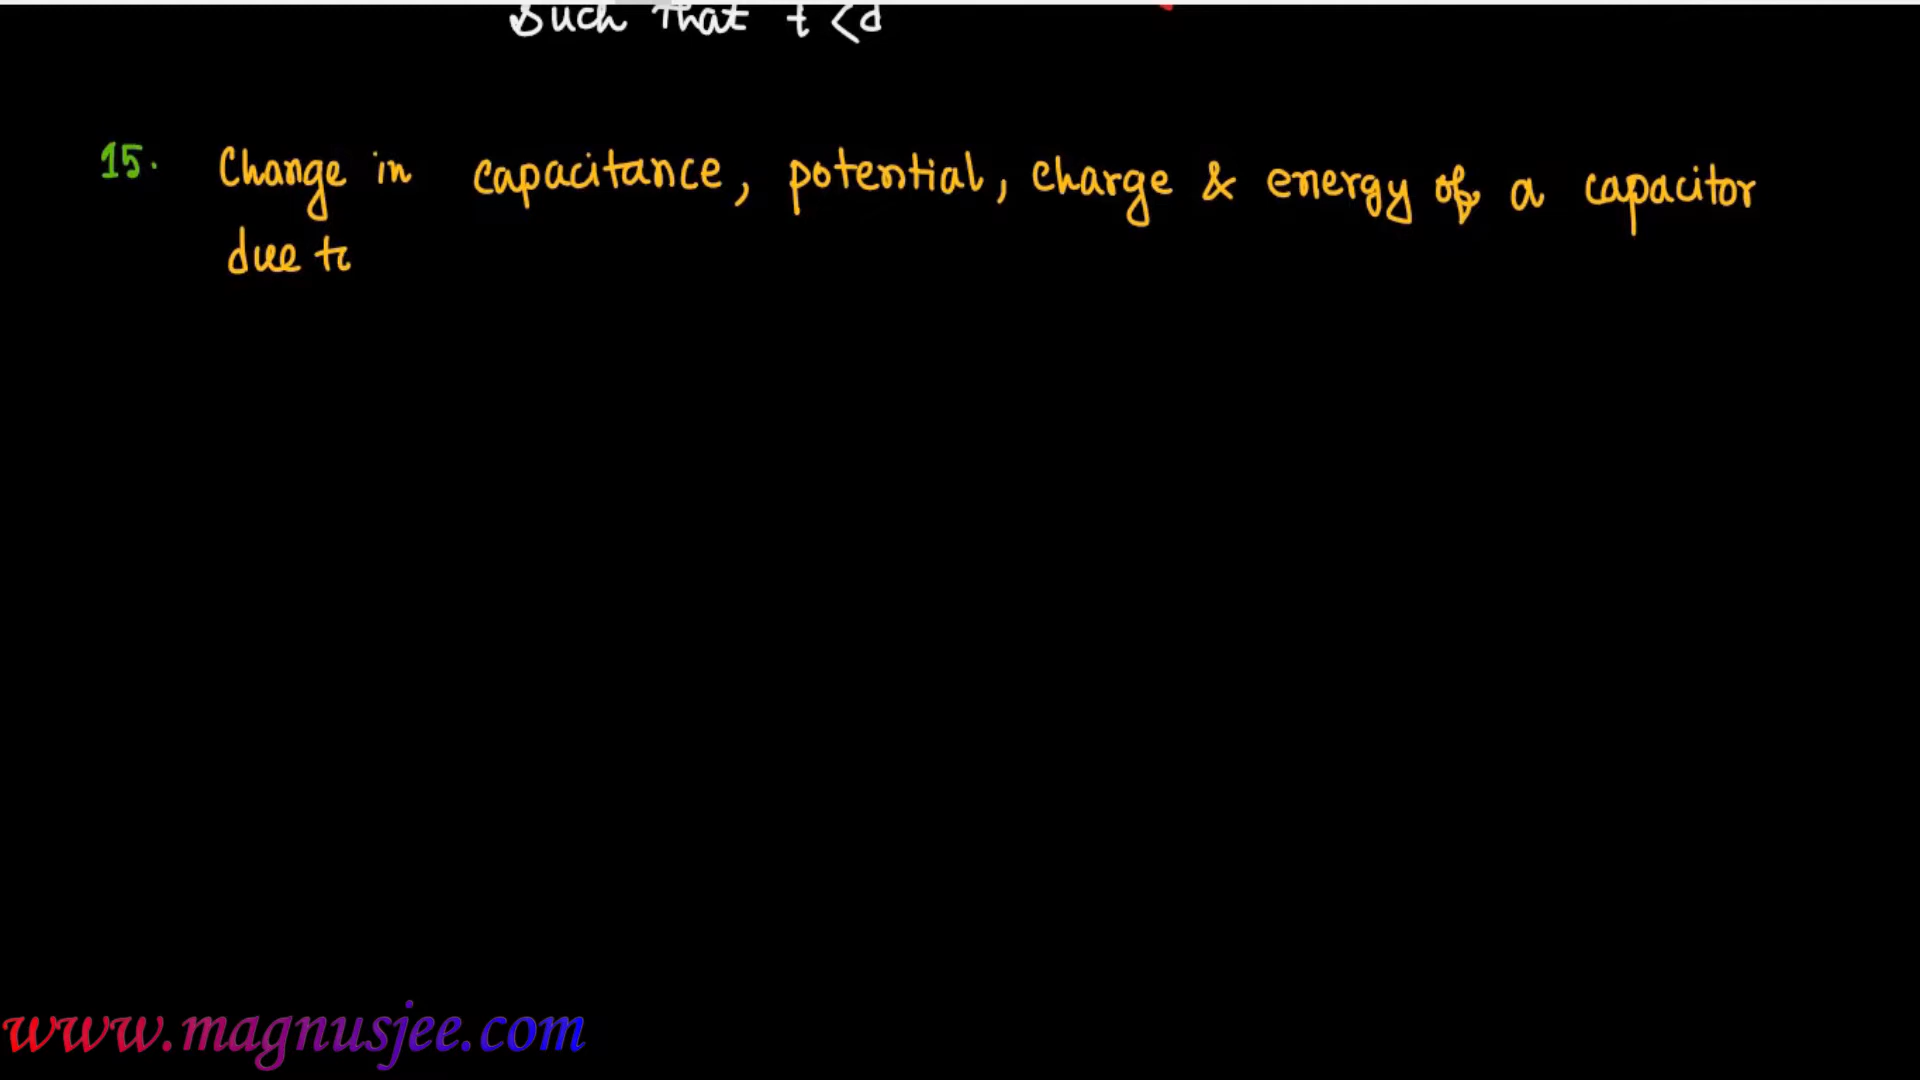 Such that t < d
15. Change in capacitance, potential, charge & energy of a capacitor
due to
www.magnusjee.com